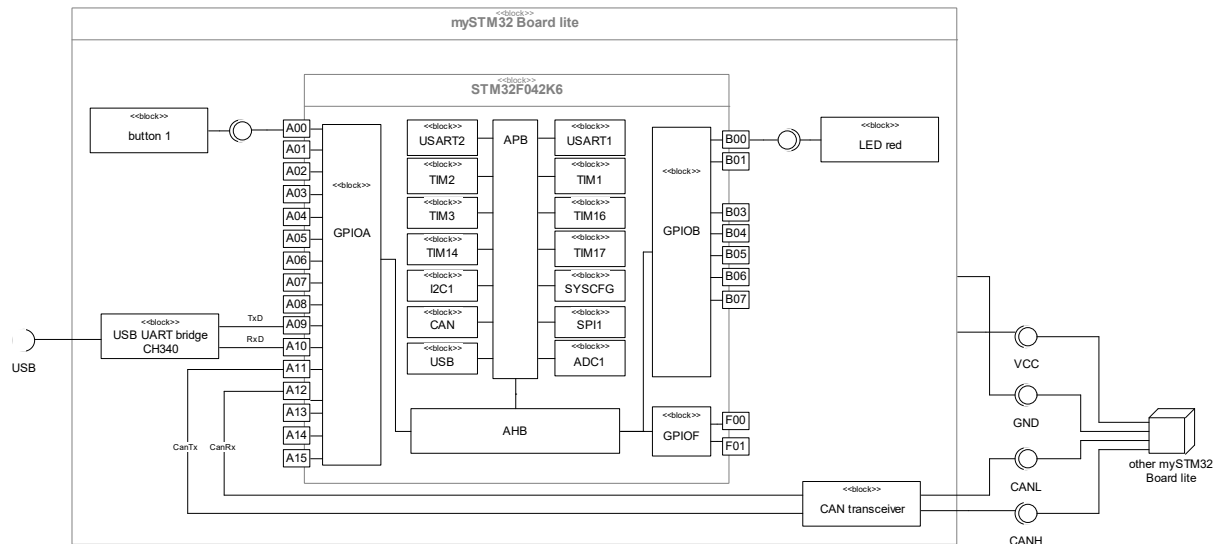 <<block>>
mySTM32 Board lite
<<block>>
STM32F042K6
<<block>>
button 1
A00
A01
A02
A03
A04
A05
A06
A07
A08
A09
A10
A11
A12
A13
A14
A15
<<block>>
GPIOA
<<block>>
USART2
<<block>>
TIM2
<<block>>
TIM3
<<block>>
TIM14
<<block>>
I2C1
<<block>>
CAN
<<block>>
USB
APB
<<block>>
USART1
<<block>>
TIM1
<<block>>
TIM16
<<block>>
TIM17
<<block>>
SYSCFG
<<block>>
SPI1
<<block>>
ADC1
AHB
<<block>>
GPIOB
B00
B01
B03
B04
B05
B06
B07
<<block>>
GPIOF
F00
F01
<<block>>
LED red
USB
<<block>>
USB UART bridge
CH340
TxD
RxD
CanTx
CanRx
<<block>>
CAN transceiver
VCC
GND
CANL
CANH
other mySTM32
Board lite